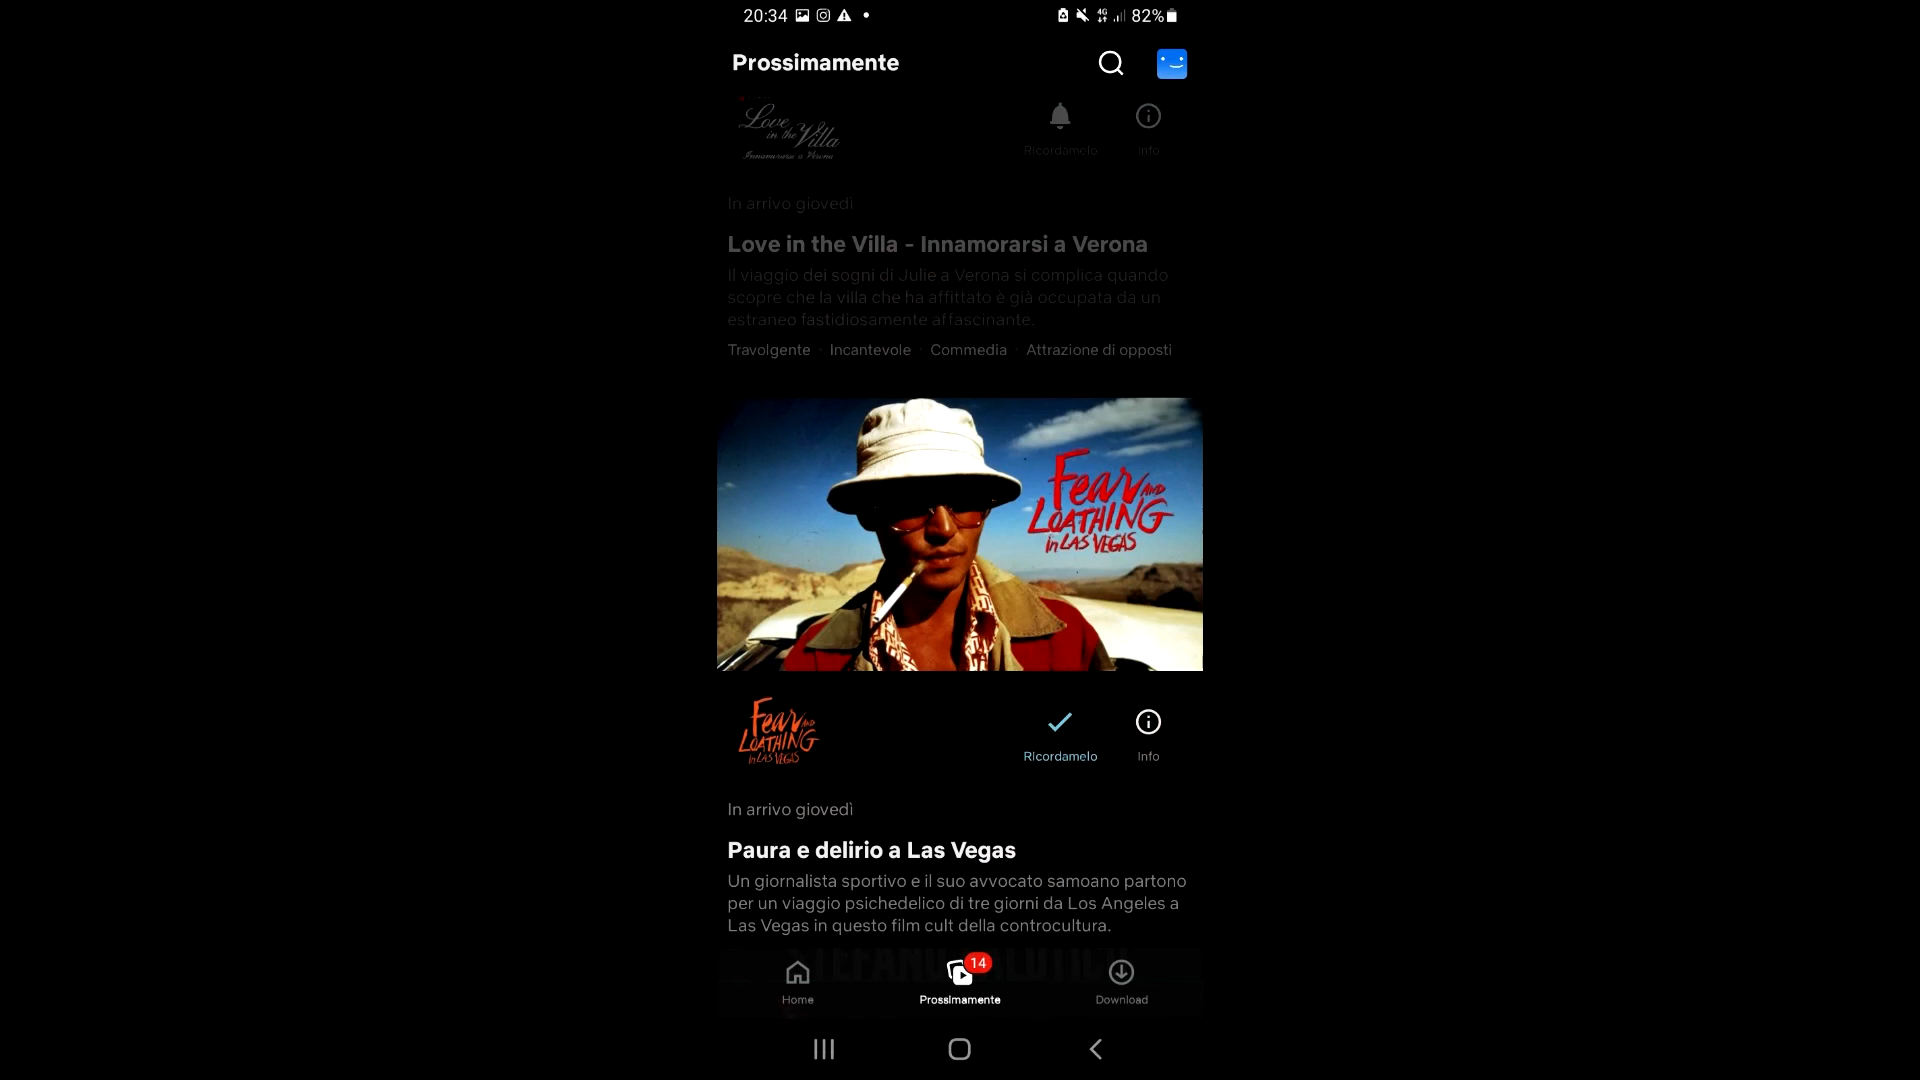 20:34
4G
82%
Prossimamente
Love
in the Villa
Innamorarsi a Verona
Ricordamelo
Info
In arrivo giovedì
Love in the Villa - Innamorarsi a Verona
Il viaggio dei sogni di Julie a Verona si complica quando
scopre che la villa che ha affittato è già occupata da un
estraneo fastidiosamente affascinante.
Travolgente · Incantevole · Commedia · Attrazione di opposti
Fear AND
LOATHING
in LAS VEGAS
Fear AND
LOATHING
in LAS VEGAS
Ricordamelo
Info
In arrivo giovedì
Paura e delirio a Las Vegas
Un giornalista sportivo e il suo avvocato samoano partono
per un viaggio psichedelico di tre giorni da Los Angeles a
Las Vegas in questo film cult della controcultura.
14
Home
Prossimamente
Download